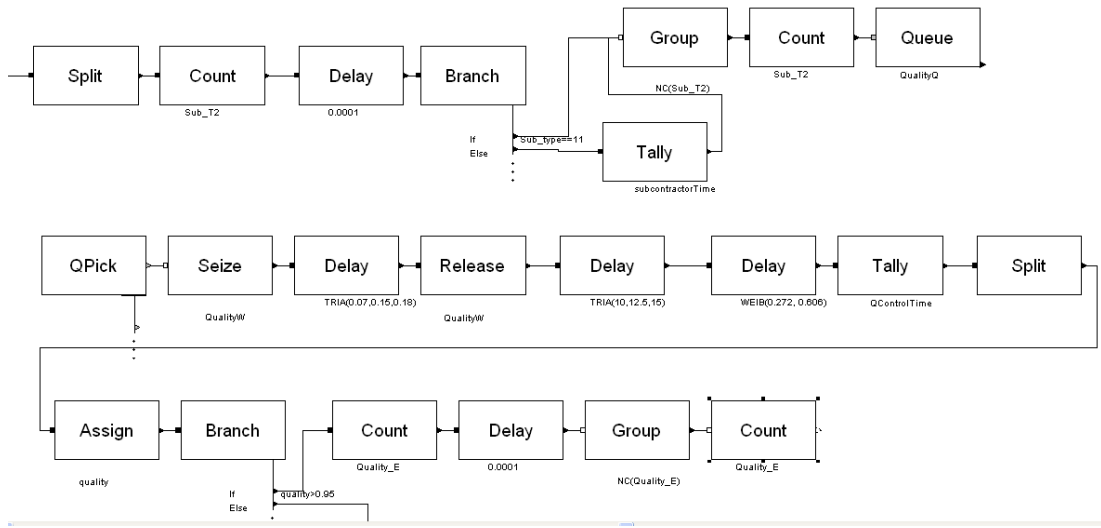 Group
Count
Queue
Split
Count
Delay
Branch
Sub_T2
QualityQ
NC(Sub_T2)
Sub_T2
0.0001
If
Sub_type==11
Else
Tally
subcontractorTime
QPick
Seize
Delay
Release
Delay
Delay
Tally
Split
TRIA(0.07,0.15,0.18)
TRIA(10,12.5,15)
WEIB(0.272, 0.606)
QControlTime
QualityW
QualityW
Assign
Branch
Count
Delay
Group
Count
Quality_E
0.0001
Quality_E
quality
NC(Quality_E)
If
quality>0.95
Else